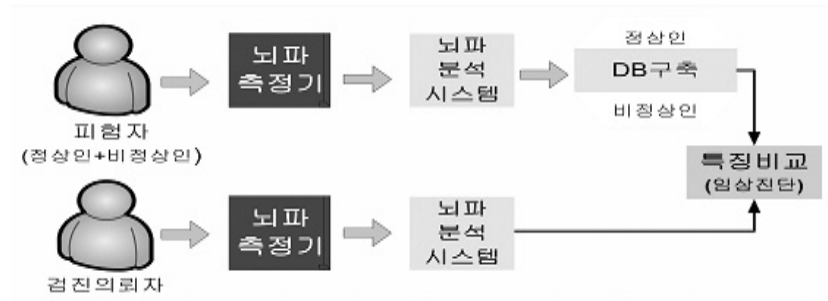 피험자
(정상인+비정상인)
뇌파
측정기
뇌파
분석
시스템
정상인
DB구축
비정상인
특징비교
(임상진단)
검진의뢰자
뇌파
측정기
뇌파
분석
시스템